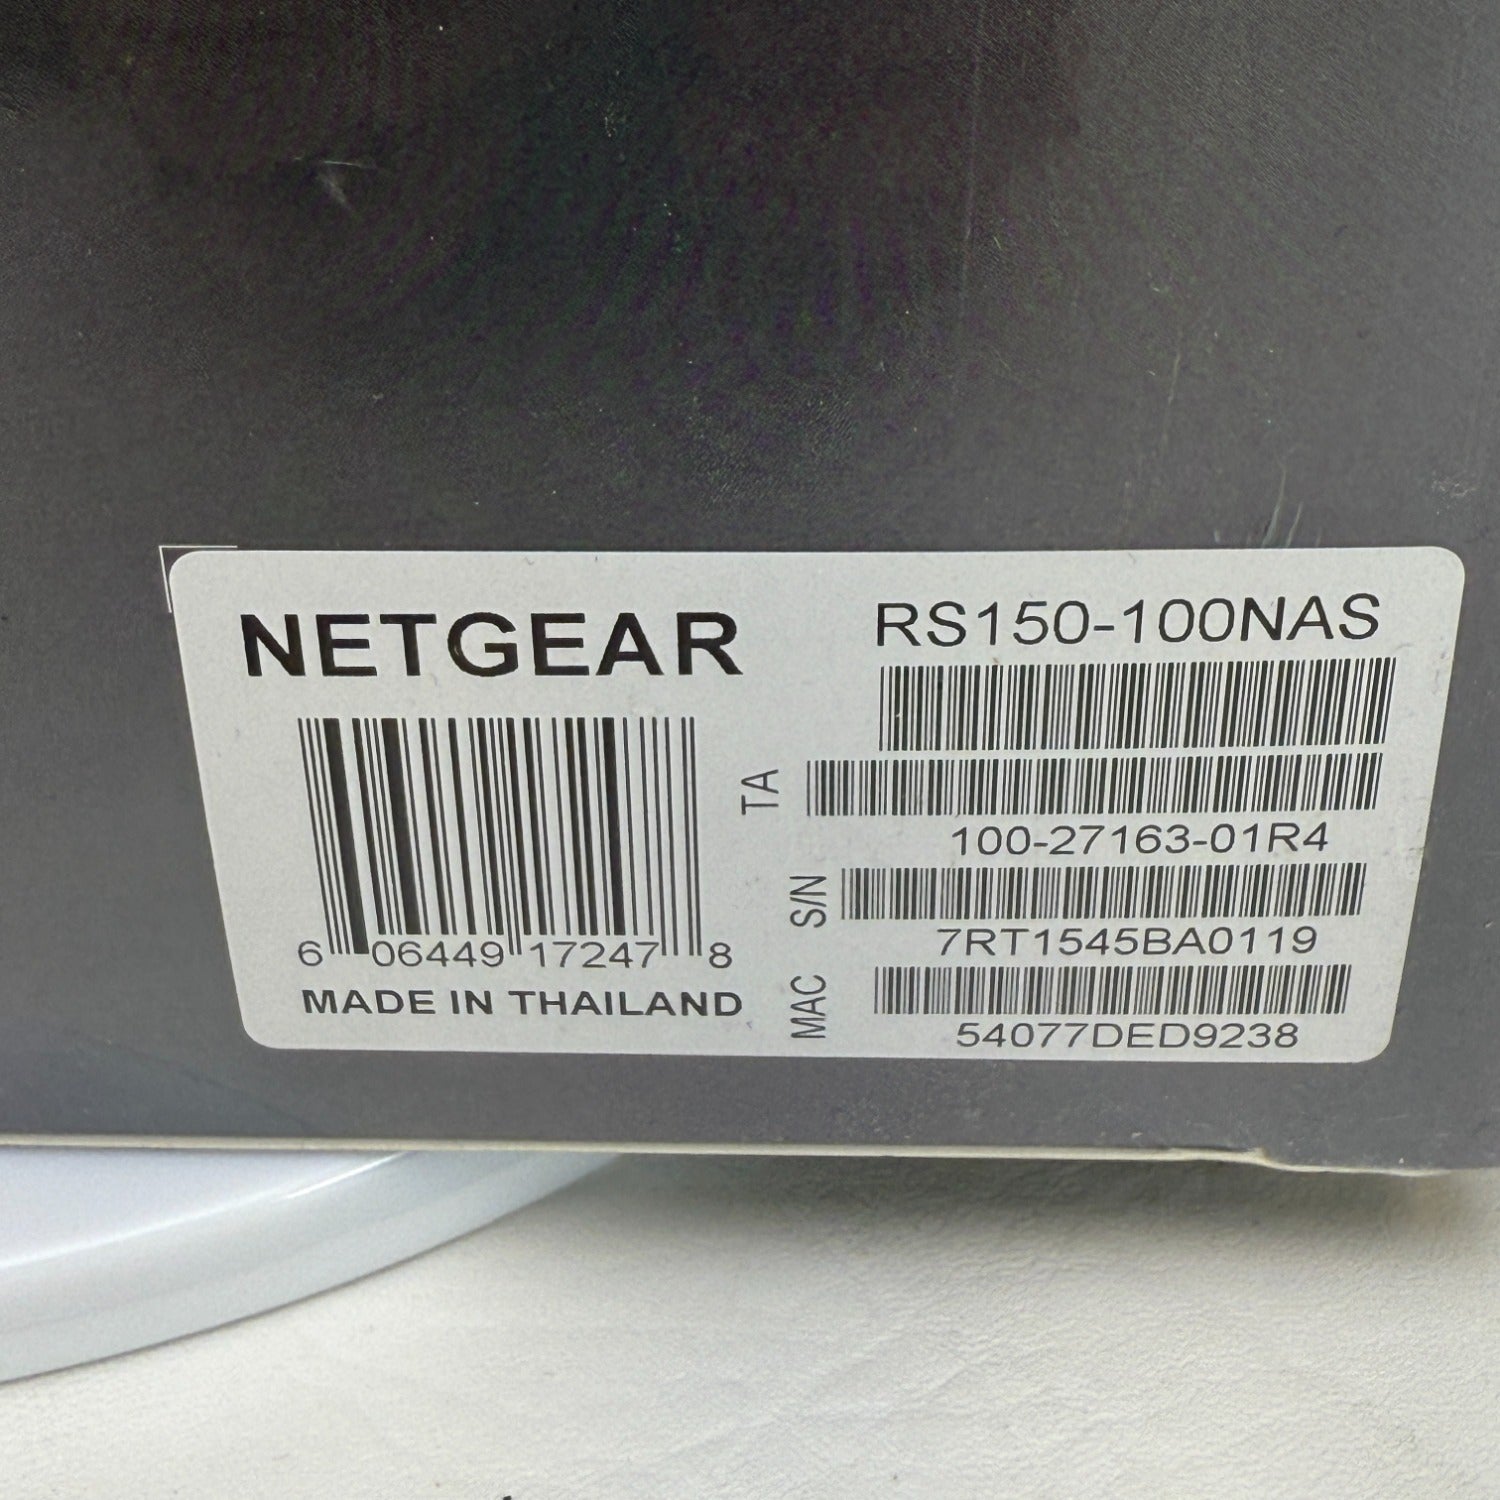 NETGEAR
6 06449 17247 8
MADE IN THAILAND
RS150-100NAS
TA
100-27163-01R4
S/N
7RT1545BA0119
MAC
54077DED9238